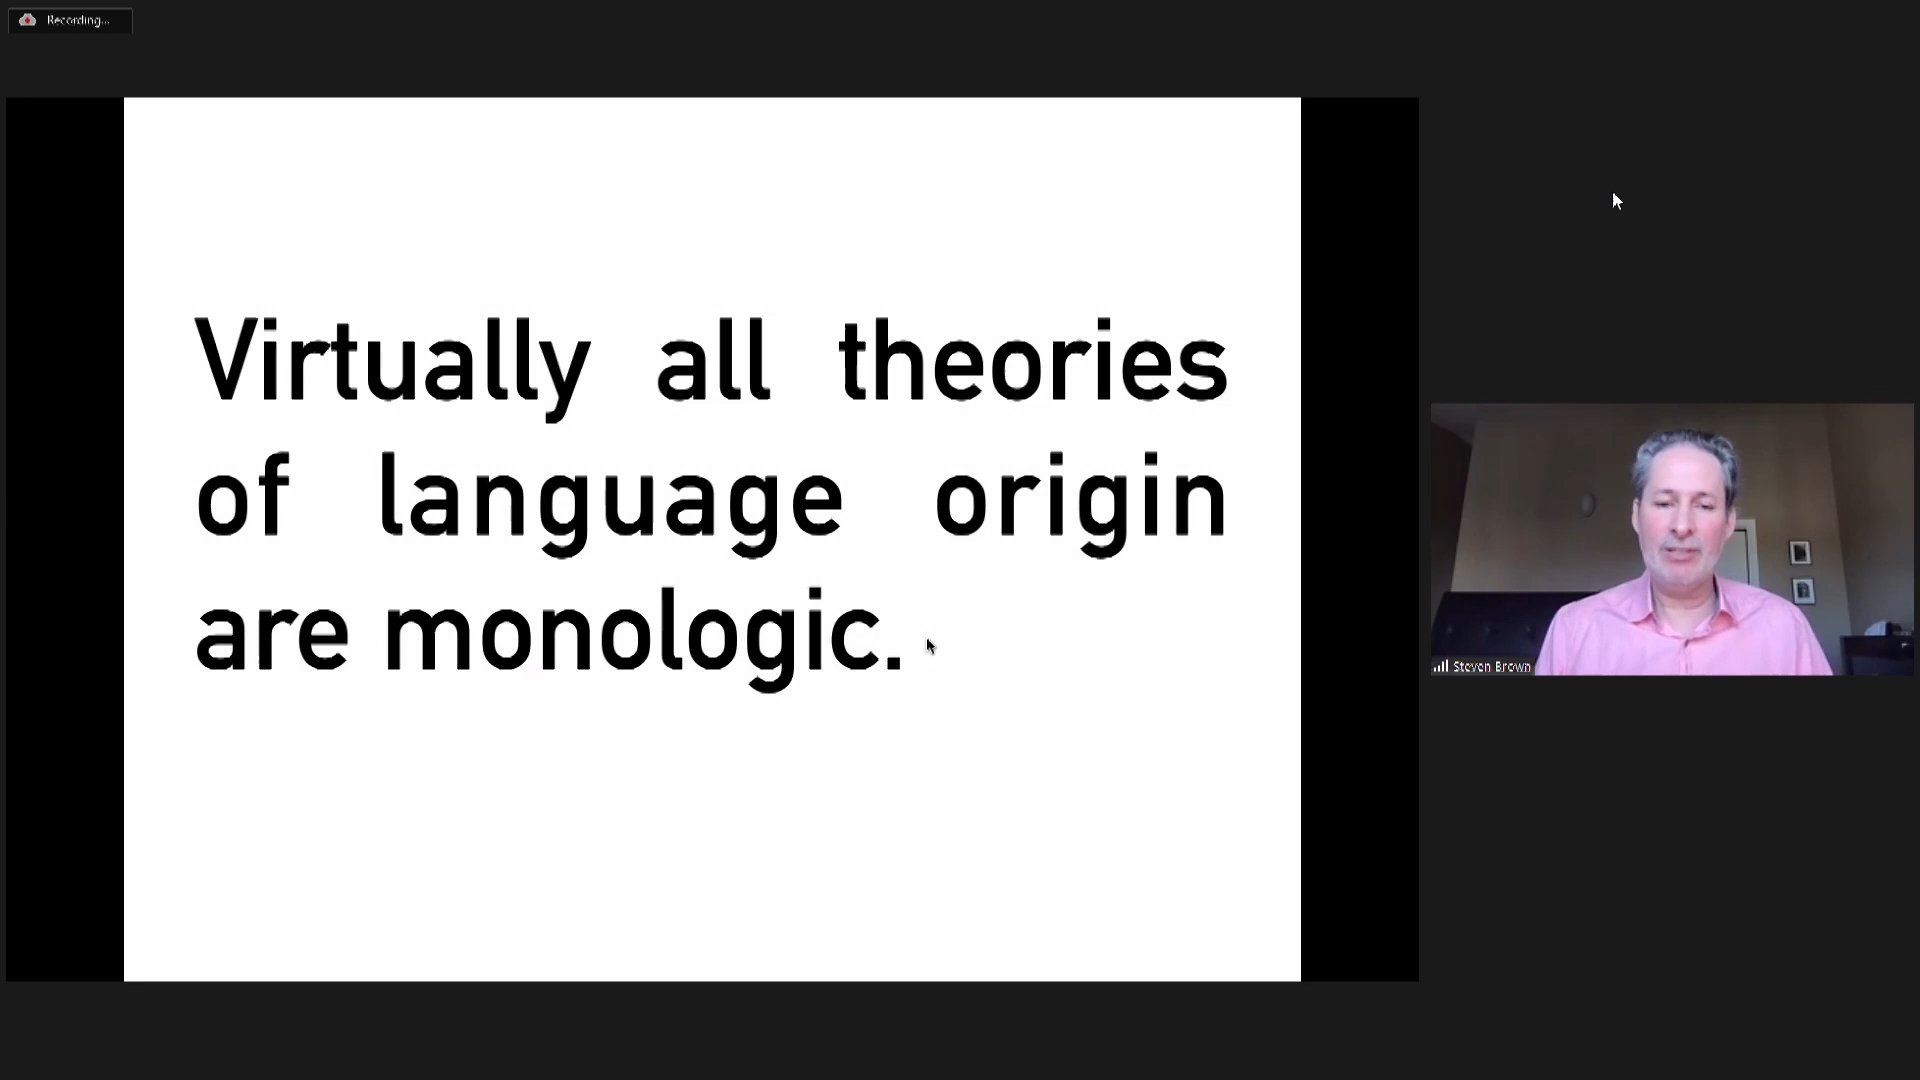 Recording...
Virtually all theories
of language origin
are monologic.
Steven Brown